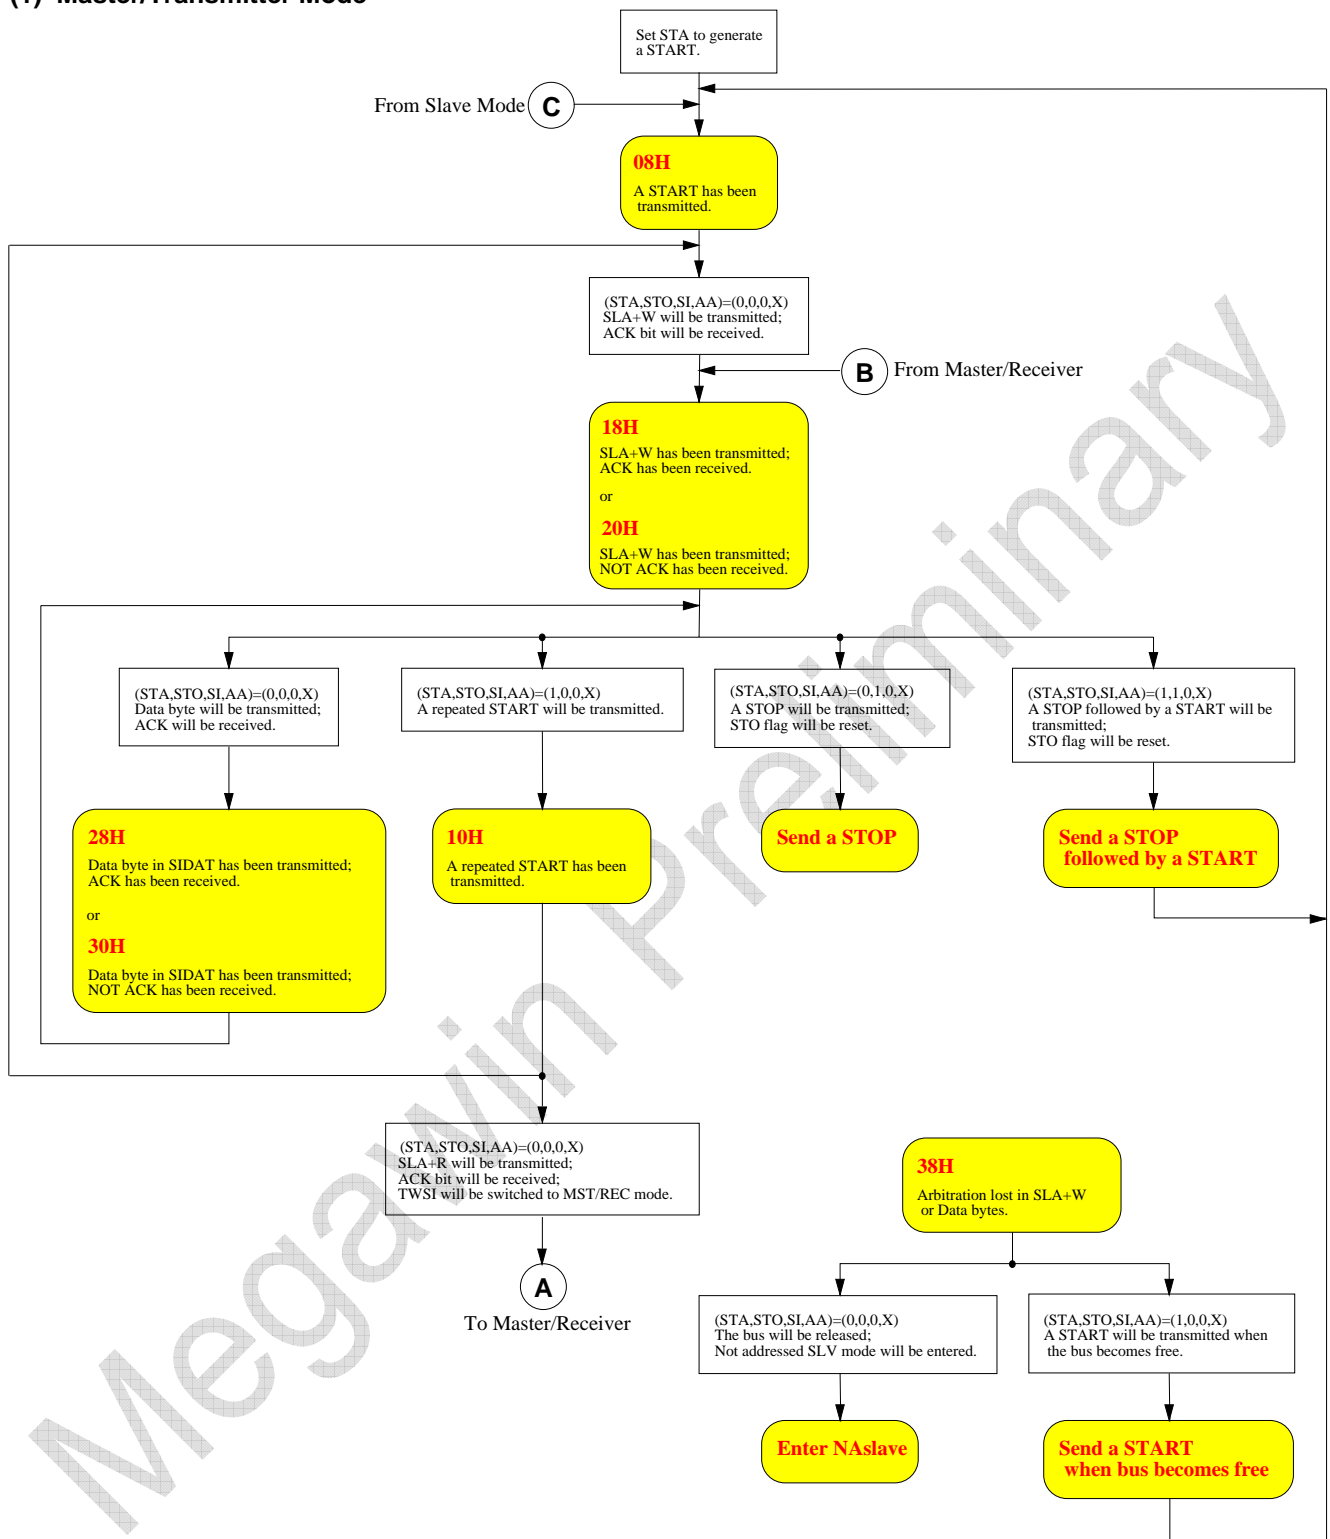 (1) Master/Transmitter Mode
Set STA to generate
a START.
From Slave Mode
C
08H
A START has been
transmitted.
(STA,STO,SI,AA)=(0,0,0,X)
SLA+W will be transmitted;
ACK bit will be received.
B
From Master/Receiver
18H
SLA+W has been transmitted;
ACK has been received.
or
20H
SLA+W has been transmitted;
NOT ACK has been received.
(STA,STO,SI,AA)=(0,0,0,X)
Data byte will be transmitted;
ACK will be received.
(STA,STO,SI,AA)=(1,0,0,X)
A repeated START will be transmitted.
(STA,STO,SI,AA)=(0,1,0,X)
A STOP will be transmitted;
STO flag will be reset.
(STA,STO,SI,AA)=(1,1,0,X)
A STOP followed by a START will be
transmitted;
STO flag will be reset.
28H
Data byte in SIDAT has been transmitted;
ACK has been received.
or
30H
Data byte in SIDAT has been transmitted;
NOT ACK has been received.
10H
A repeated START has been
transmitted.
Send a STOP
Send a STOP
followed by a START
(STA,STO,SI,AA)=(0,0,0,X)
SLA+R will be transmitted;
ACK bit will be received;
TWSI will be switched to MST/REC mode.
A
To Master/Receiver
38H
Arbitration lost in SLA+W
or Data bytes.
(STA,STO,SI,AA)=(0,0,0,X)
The bus will be released;
Not addressed SLV mode will be entered.
(STA,STO,SI,AA)=(1,0,0,X)
A START will be transmitted when
the bus becomes free.
Enter NAslave
Send a START
when bus becomes free
Megawin Preliminary